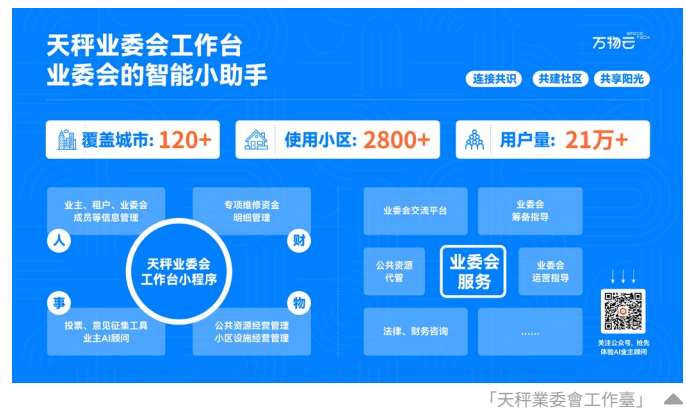 天秤业委会工作台
业委会的智能小助手
万物云
SPACE
TECH
连接共识
共建社区
共享阳光
覆盖城市: 120+
使用小区: 2800+
用户量: 21万+
业主、租户、业委会
成员等信息管理
专项维修资金
明细管理
人
财
天秤业委会
工作台小程序
事
物
投票、意见征集工具
业主AI顾问
公共资源经营管理
小区设施经营管理
业委会交流平台
业委会
筹备指导
公共资源
代管
业委会
服务
业委会
运营指导
法律、财务咨询
......
关注公众号, 抢先
体验AI业主顾问
「天秤業委會工作臺」